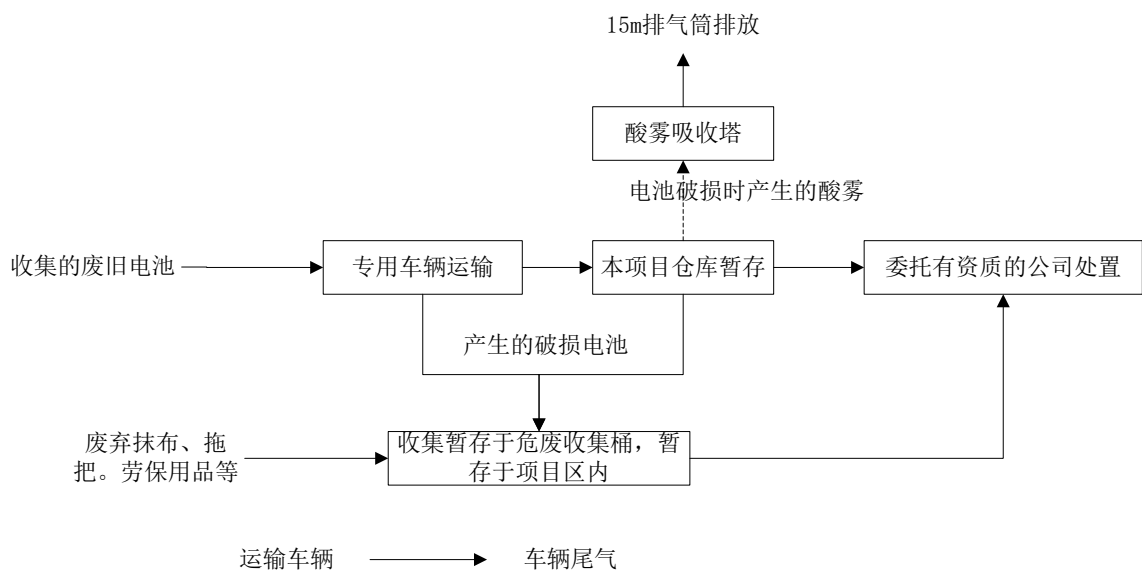 15m排气筒排放
酸雾吸收塔
电池破损时产生的酸雾
收集的废旧电池
专用车辆运输
本项目仓库暂存
委托有资质的公司处置
产生的破损电池
废弃抹布、拖
把。劳保用品等
收集暂存于危废收集桶，暂
存于项目区内
运输车辆
车辆尾气